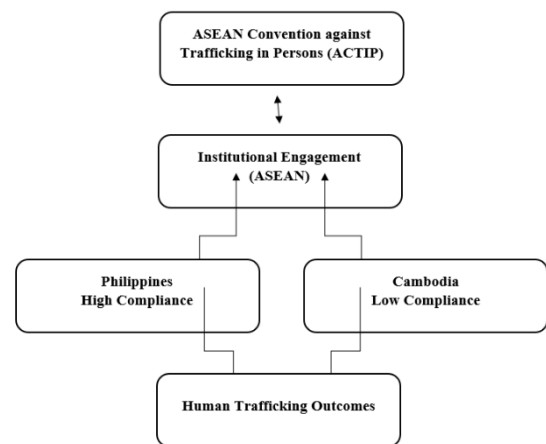 ASEAN Convention against
Trafficking in Persons (ACTIP)
Institutional Engagement
(ASEAN)
Philippines
High Compliance
Cambodia
Low Compliance
Human Trafficking Outcomes